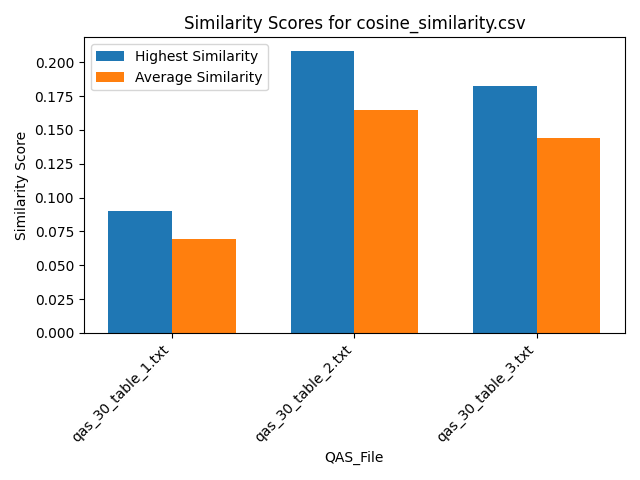 Similarity Scores for cosine_similarity.csv
Highest Similarity
Average Similarity
Similarity Score
0.200
0.175
0.150
0.125
0.100
0.075
0.050
0.025
0.000
qas_30_table_1.txt
qas_30_table_2.txt
qas_30_table_3.txt
QAS_File